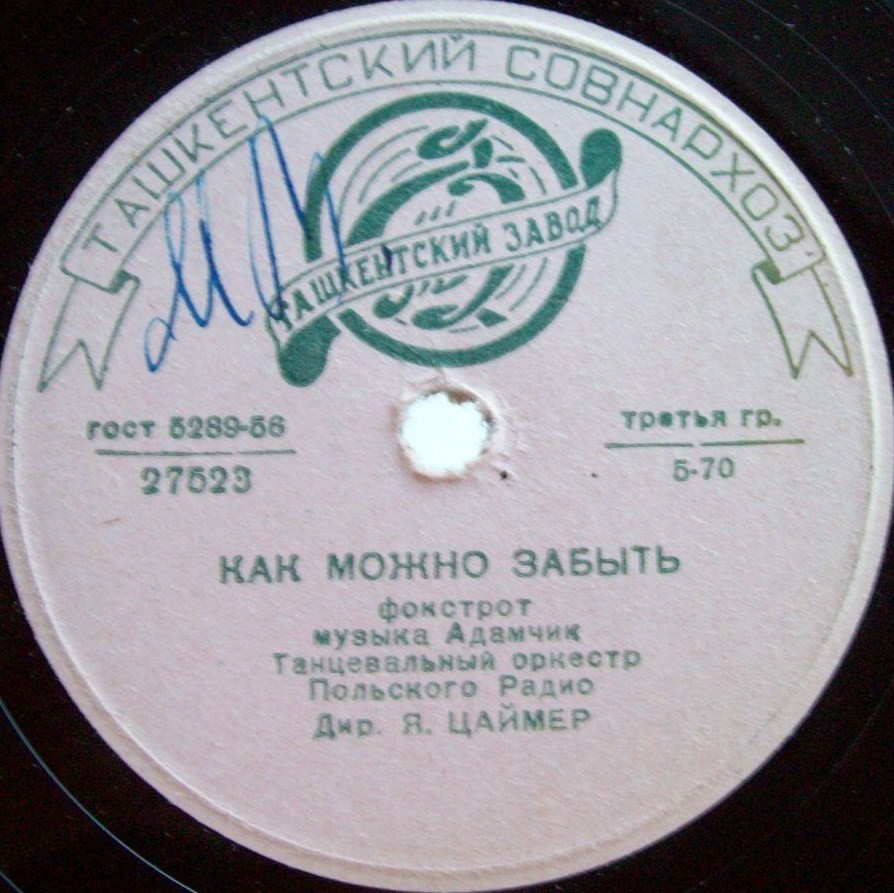 ТАШКЕНТСКИЙ СОВНАРХОЗ
ТАШКЕНТСКИЙ ЗАВОД
гост 5289-56
27523
третья гр.
5-70
КАК МОЖНО ЗАБЫТЬ
фокстрот
музыка Адамчик
Танцевальный оркестр
Польского Радио
Дир. Я. ЦАЙМЕР